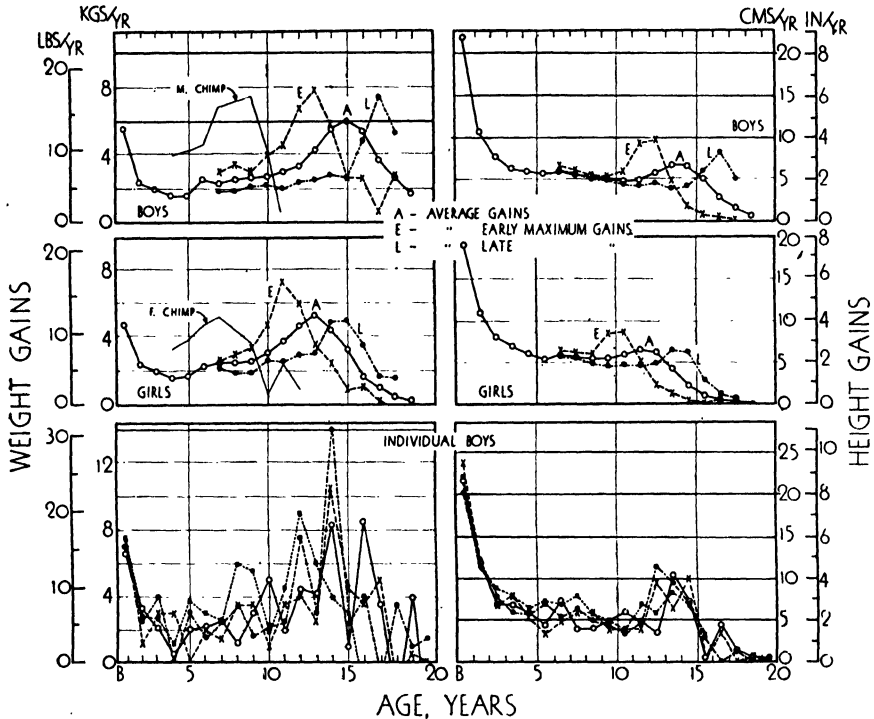 KGS/YR
LBS/YR
CMS/YR IN/YR
20
8
M. CHIMP
E
A
L
20
8
15
6
10
4
BOYS
E
A
L
10
4
5
2
0
0
BOYS
0
0
A - AVERAGE GAINS
E - " EARLY MAXIMUM GAINS
L - " LATE "
20
8
E
A
L
F. CHIMP
10
4
0
0
GIRLS
20
8
15
6
10
4
E
A
L
5
2
0
0
GIRLS
WEIGHT GAINS
HEIGHT GAINS
INDIVIDUAL BOYS
30
12
20
8
10
4
0
0
B
5
10
15
20
25
10
20
8
15
6
10
4
5
2
0
0
B
5
10
15
20
AGE, YEARS